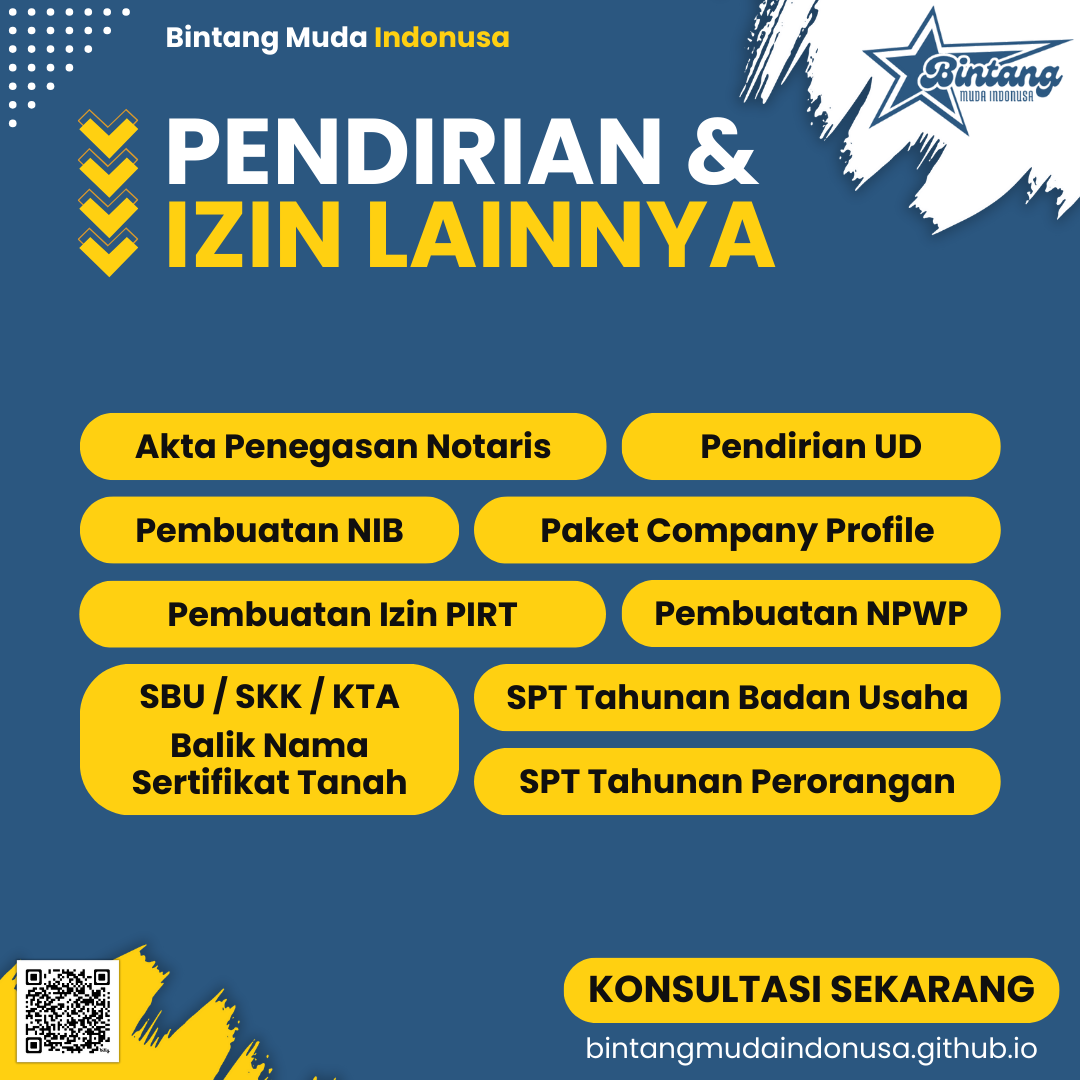 Bintang Muda Indonusa
Bintang
MUDA INDONUSA
PENDIRIAN &
IZIN LAINNYA
Akta Penegasan Notaris
Pendirian UD
Pembuatan NIB
Paket Company Profile
Pembuatan Izin PIRT
Pembuatan NPWP
SBU / SKK / KTA
Balik Nama
Sertifikat Tanah
SPT Tahunan Badan Usaha
SPT Tahunan Perorangan
KONSULTASI SEKARANG
bintangmudaindonusa.github.io